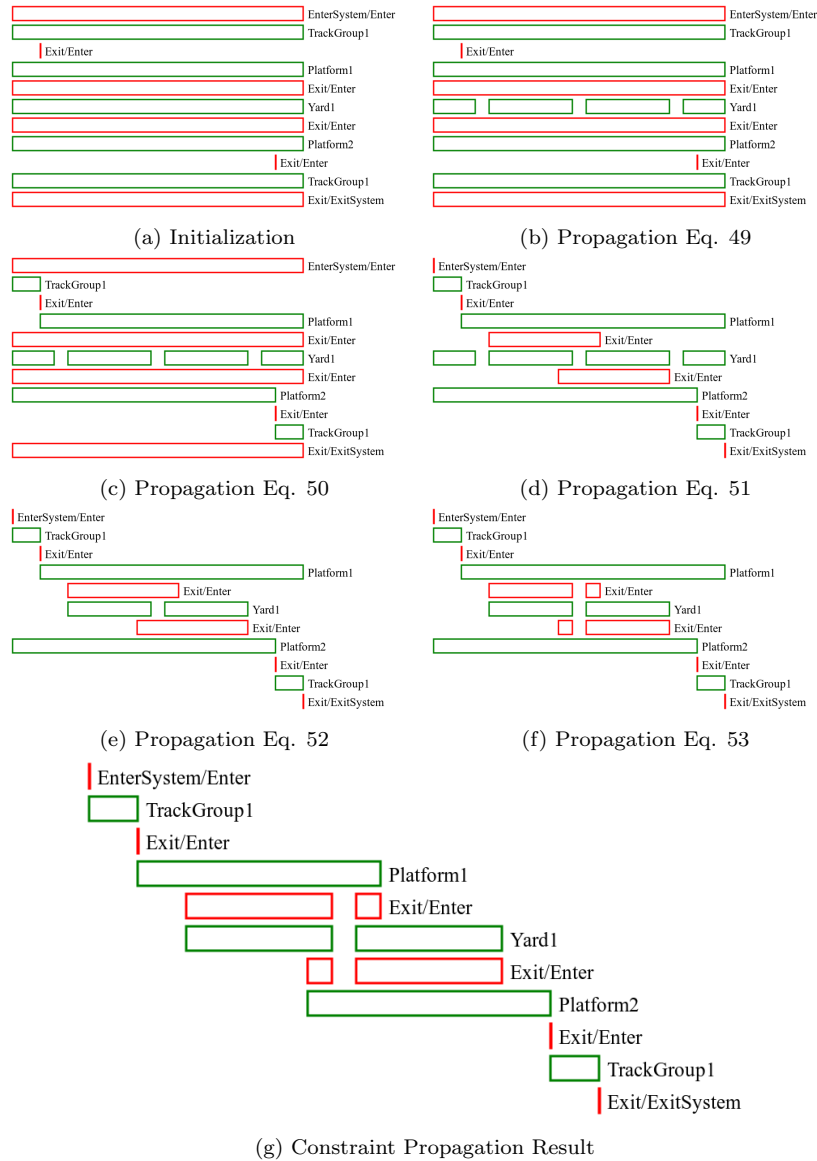 EnterSystem/Enter
TrackGroup1
Exit/Enter
Platform1
Exit/Enter
Yard1
Exit/Enter
Platform2
Exit/Enter
TrackGroup1
Exit/ExitSystem
(a) Initialization
EnterSystem/Enter
TrackGroup1
Exit/Enter
Platform1
Exit/Enter
Yard1
Exit/Enter
Platform2
Exit/Enter
TrackGroup1
Exit/ExitSystem
(b) Propagation Eq. 49
EnterSystem/Enter
TrackGroup1
Exit/Enter
Platform1
Exit/Enter
Yard1
Exit/Enter
Platform2
Exit/Enter
TrackGroup1
Exit/ExitSystem
(c) Propagation Eq. 50
EnterSystem/Enter
TrackGroup1
Exit/Enter
Platform1
Exit/Enter
Yard1
Exit/Enter
Platform2
Exit/Enter
TrackGroup1
Exit/ExitSystem
(d) Propagation Eq. 51
EnterSystem/Enter
TrackGroup1
Exit/Enter
Platform1
Exit/Enter
Yard1
Exit/Enter
Platform2
Exit/Enter
TrackGroup1
Exit/ExitSystem
(e) Propagation Eq. 52
EnterSystem/Enter
TrackGroup1
Exit/Enter
Platform1
Exit/Enter
Yard1
Exit/Enter
Platform2
Exit/Enter
TrackGroup1
Exit/ExitSystem
(f) Propagation Eq. 53
EnterSystem/Enter
TrackGroup1
Exit/Enter
Platform1
Exit/Enter
Yard1
Exit/Enter
Platform2
Exit/Enter
TrackGroup1
Exit/ExitSystem
(g) Constraint Propagation Result